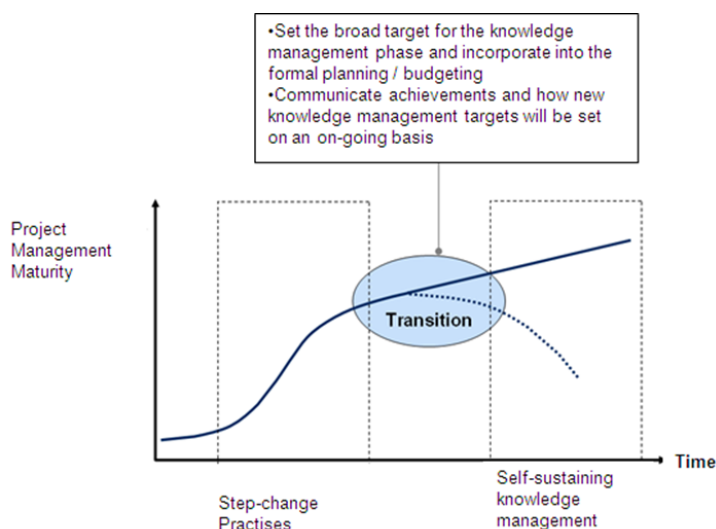 •Set the broad target for the knowledge
management phase and incorporate into the
formal planning / budgeting
•Communicate achievements and how new
knowledge management targets will be set
on an on-going basis
Project
Management
Maturity
Transition
Time
Step-change
Practises
Self-sustaining
knowledge
management